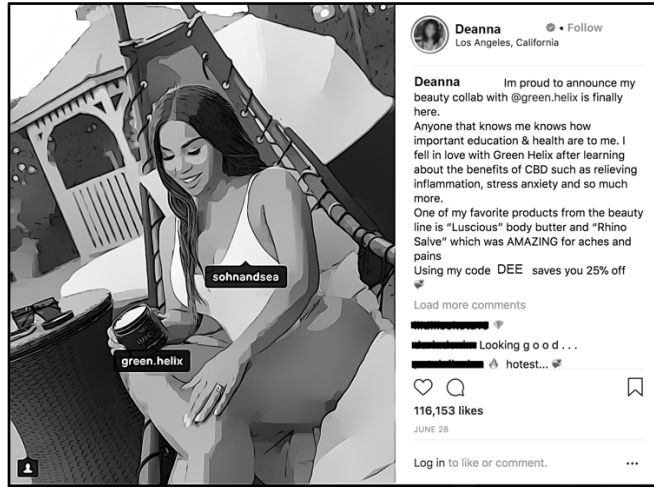 Deanna
• Follow
Los Angeles, California
Deanna Im proud to announce my
beauty collab with @green.helix is finally
here.
Anyone that knows me knows how
important education & health are to me. I
fell in love with Green Helix after learning
about the benefits of CBD such as relieving
inflammation, stress anxiety and so much
more.
One of my favorite products from the beauty
line is “Luscious” body butter and “Rhino
Salve” which was AMAZING for aches and
pains
Using my code DEE saves you 25% off
Load more comments
Looking g o o d . . .
hotest...
116,153 likes
JUNE 28
Log in to like or comment.
sohnandsea
green.helix